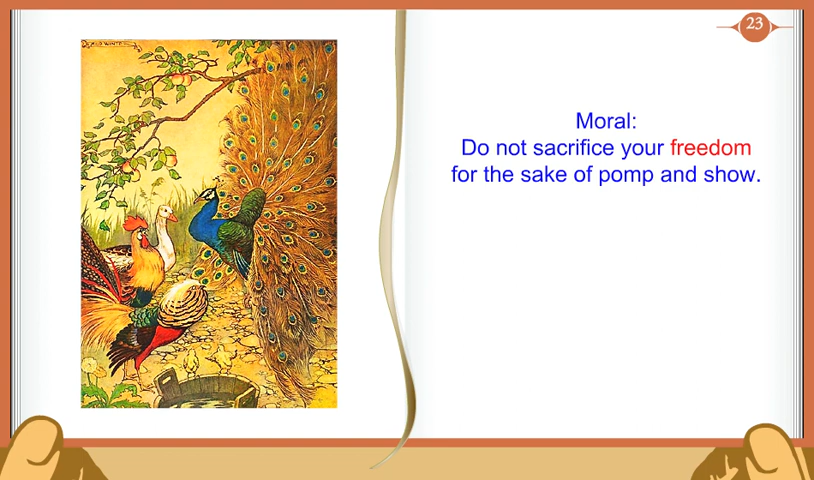 23
Moral:
Do not sacrifice your freedom
for the sake of pomp and show.